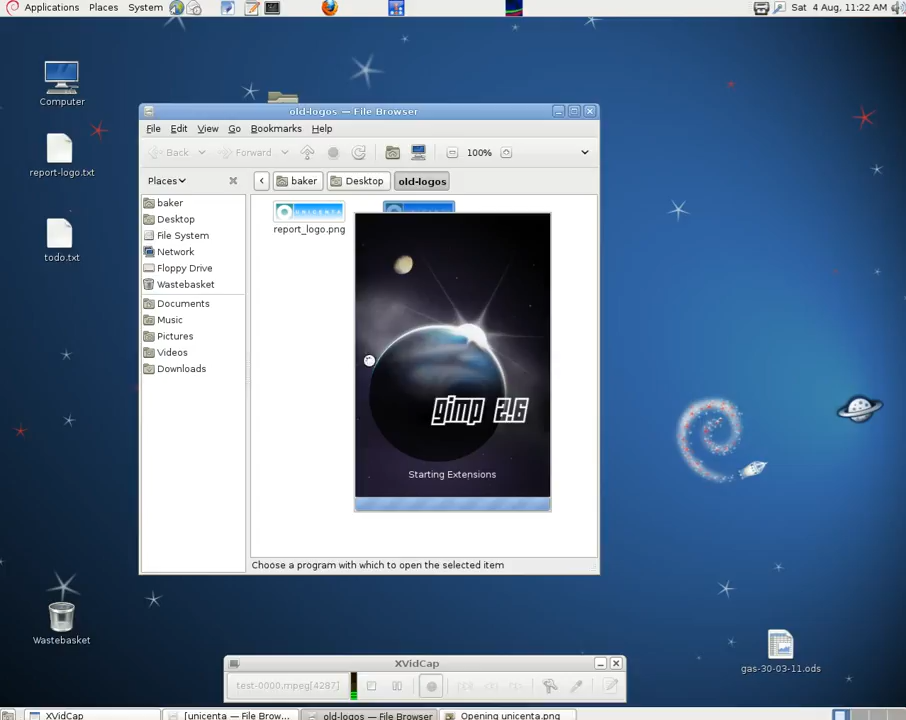 Applications Places System
Sat 4 Aug, 11:22 AM
Computer
report-logo.txt
todo.txt
old-logos — File Browser
File Edit View Go Bookmarks Help
Back Forward 100%
Places baker Desktop old-logos
baker
Desktop
File System
Network
Floppy Drive
Wastebasket
Documents
Music
Pictures
Videos
Downloads
UNICENTA
report_logo.png
gimp 2.6
Starting Extensions
Choose a program with which to open the selected item
Wastebasket
gas-30-03-11.ods
XVidCap
test-0000.mpeg[4287]
XVidCap
[unicenta — File Brow...
old-logos — File Browser
Opening unicenta.png